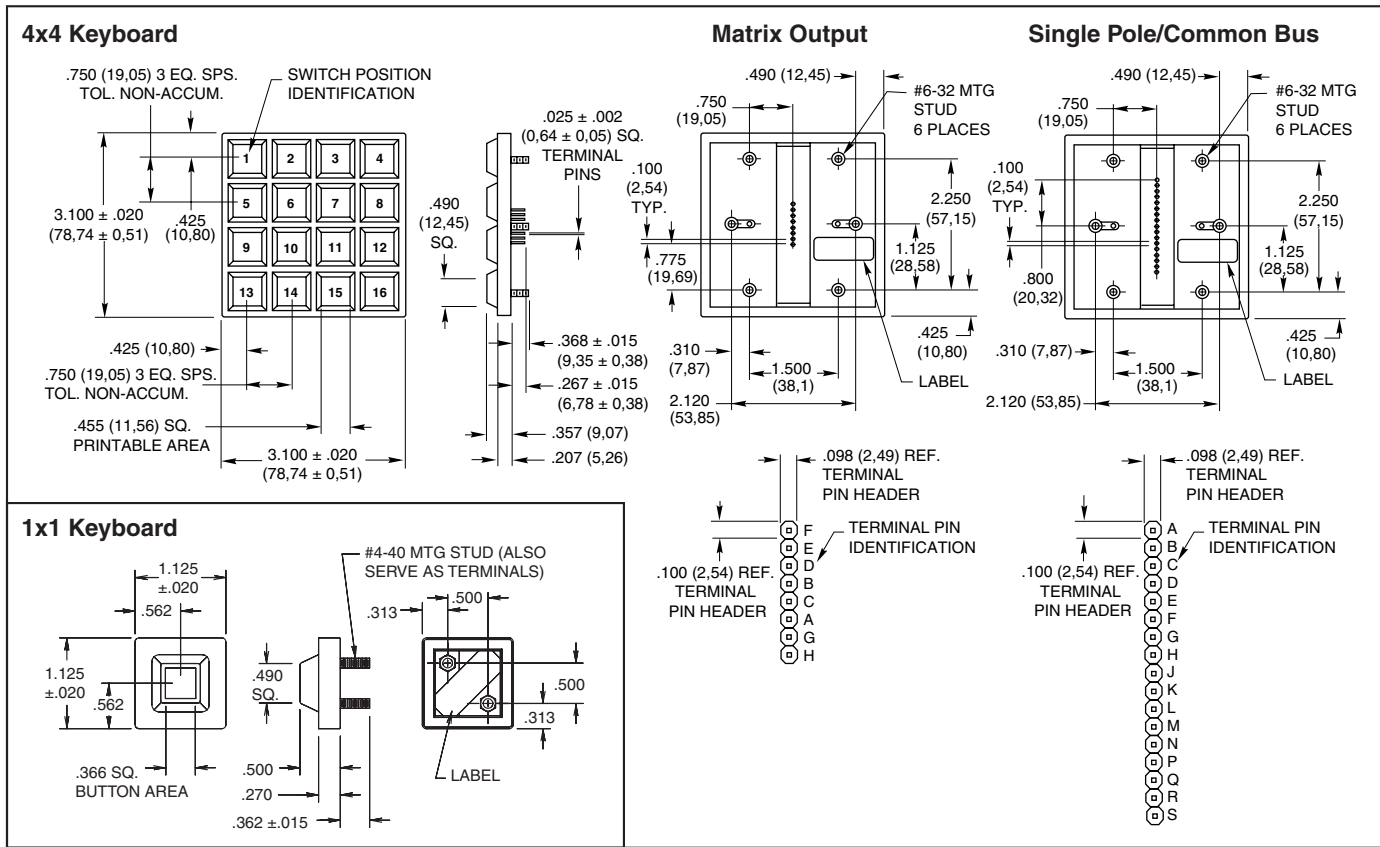 4x4 Keyboard
.750 (19,05) 3 EQ. SPS.
TOL. NON-ACCUM.
SWITCH POSITION
IDENTIFICATION
1 2 3 4
5 6 7 8
9 10 11 12
13 14 15 16
3.100 ± .020
(78,74 ± 0,51)
.425
(10,80)
.425 (10,80)
.750 (19,05) 3 EQ. SPS.
TOL. NON-ACCUM.
.455 (11,56) SQ.
PRINTABLE AREA
3.100 ± .020
(78,74 ± 0,51)
.025 ± .002
(0,64 ± 0,05) SQ.
TERMINAL
PINS
.490
(12,45)
SQ.
.368 ± .015
(9,35 ± 0,38)
.267 ± .015
(6,78 ± 0,38)
.357 (9,07)
.207 (5,26)
Matrix Output
.490 (12,45)
.750
(19,05)
#6-32 MTG
STUD
6 PLACES
.100
(2,54)
TYP.
2.250
(57,15)
1.125
(28,58)
.775
(19,69)
.425
(10,80)
.310
(7,87)
1.500
(38,1)
LABEL
2.120
(53,85)
.098 (2,49) REF.
TERMINAL
PIN HEADER
TERMINAL PIN
IDENTIFICATION
.100 (2,54) REF.
TERMINAL
PIN HEADER
F
E
D
B
C
A
G
H
Single Pole/Common Bus
.490 (12,45)
.750
(19,05)
#6-32 MTG
STUD
6 PLACES
.100
(2,54)
TYP.
2.250
(57,15)
1.125
(28,58)
.800
(20,32)
.425
(10,80)
.310 (7,87)
1.500
(38,1)
LABEL
2.120 (53,85)
.098 (2,49) REF.
TERMINAL
PIN HEADER
TERMINAL PIN
IDENTIFICATION
.100 (2,54) REF.
TERMINAL
PIN HEADER
A
B
C
D
E
F
G
H
J
K
L
M
N
P
Q
R
S
1x1 Keyboard
1.125
±.020
.562
1.125
±.020
.562
.366 SQ.
BUTTON AREA
#4-40 MTG STUD (ALSO
SERVE AS TERMINALS)
.490
SQ.
.500
.270
.362 ±.015
.313
.500
.500
.313
LABEL